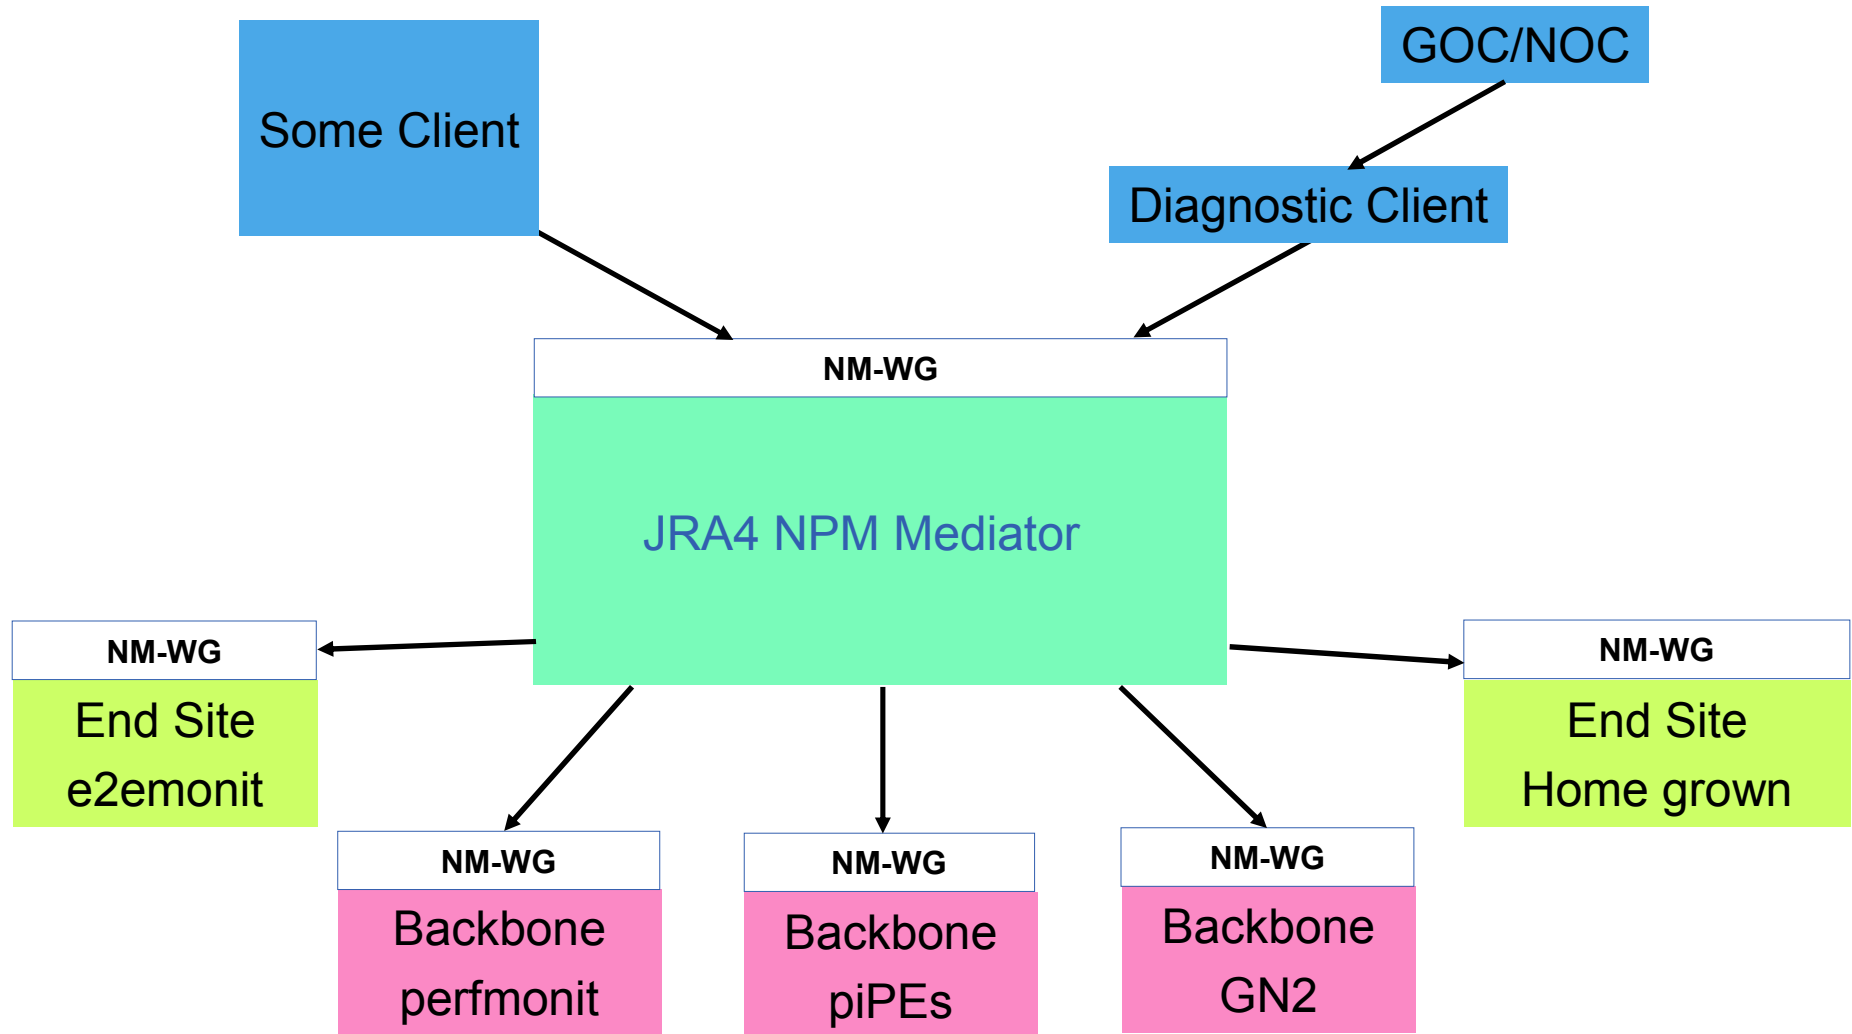 GOC/NOC
Some Client
Diagnostic Client
NM-WG
JRA4 NPM Mediator
NM-WG
End Site
e2emonit
NM-WG
End Site
Home grown
NM-WG
Backbone
perfmonit
NM-WG
Backbone
piPEs
NM-WG
Backbone
GN2